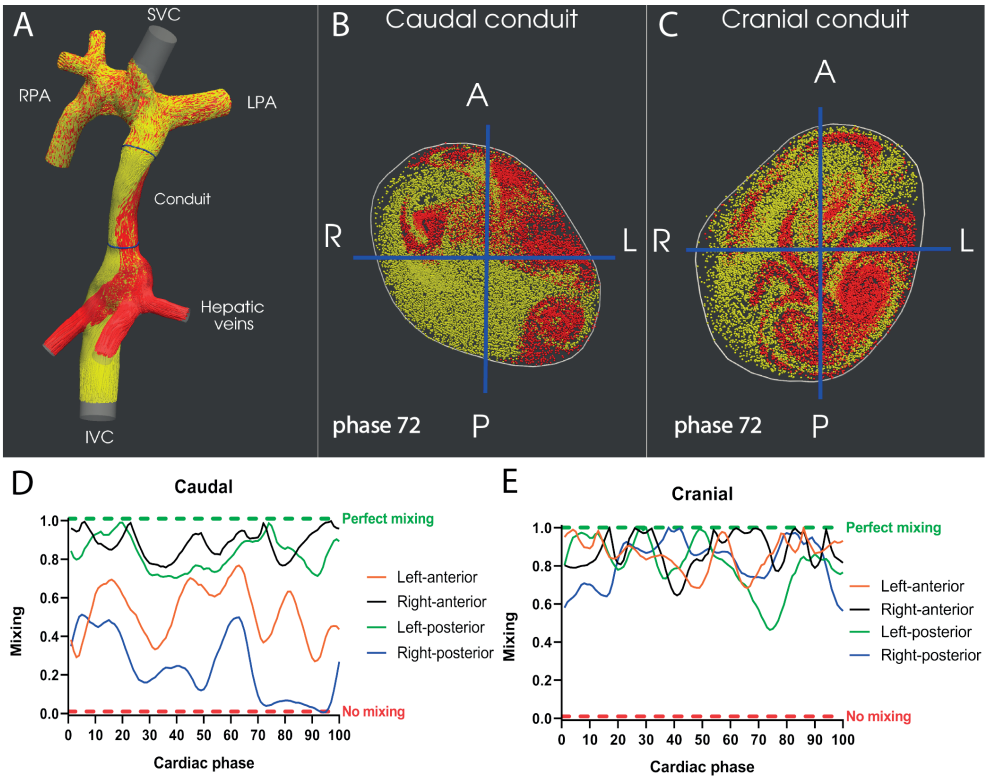 A
SVC
RPA
LPA
Conduit
Hepatic
veins
IVC
B
Caudal conduit
A
R
L
phase 72
P
C
Cranial conduit
A
R
L
phase 72
P
D
Caudal
Mixing
1.0
0.8
0.6
0.4
0.2
0.0
0 10 20 30 40 50 60 70 80 90 100
Cardiac phase
Perfect mixing
Left-anterior
Right-anterior
Left-posterior
Right-posterior
No mixing
E
Cranial
Mixing
1.0
0.8
0.6
0.4
0.2
0.0
0 10 20 30 40 50 60 70 80 90 100
Cardiac phase
Perfect mixing
Left-anterior
Right-anterior
Left-posterior
Right-posterior
No mixing